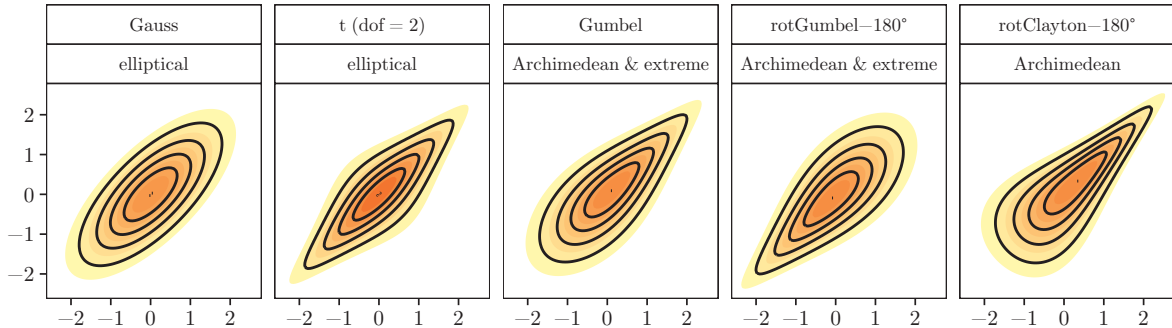 Gauss
t (dof = 2)
Gumbel
rotGumbel−180°
rotClayton−180°
elliptical
elliptical
Archimedean & extreme
Archimedean & extreme
Archimedean
2
1
0
−1
−2
−2 −1 0 1 2
−2 −1 0 1 2
−2 −1 0 1 2
−2 −1 0 1 2
−2 −1 0 1 2